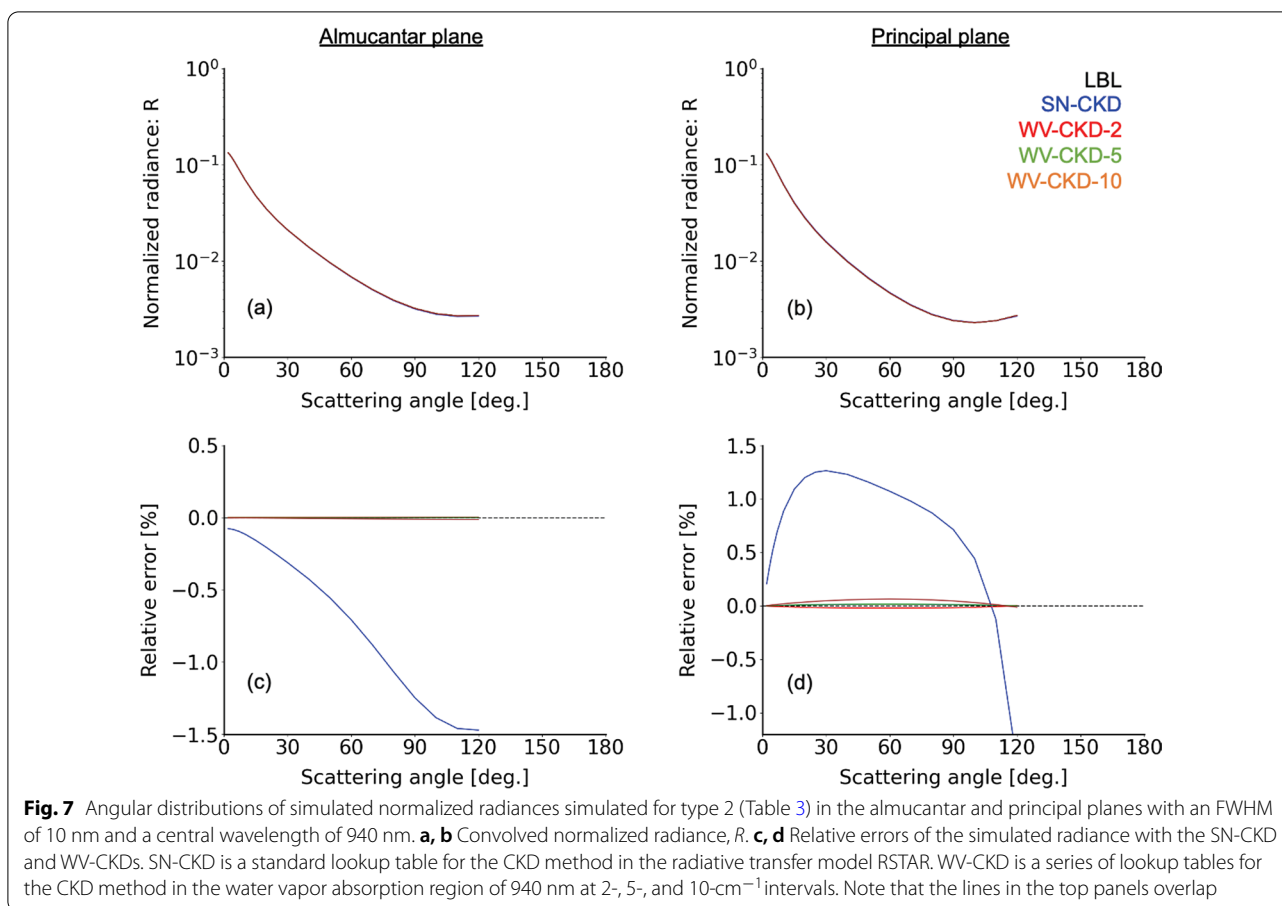 Almucantar plane
Principal plane
10⁰
10⁻¹
10⁻²
10⁻³
Normalized radiance: R
(a)
0 30 60 90 120 150 180
Scattering angle [deg.]
10⁰
10⁻¹
10⁻²
10⁻³
Normalized radiance: R
(b)
LBL
SN-CKD
WV-CKD-2
WV-CKD-5
WV-CKD-10
0 30 60 90 120 150 180
Scattering angle [deg.]
0.5
0.0
−0.5
−1.0
−1.5
Relative error [%]
(c)
0 30 60 90 120 150 180
Scattering angle [deg.]
1.5
1.0
0.5
0.0
−0.5
−1.0
Relative error [%]
(d)
0 30 60 90 120 150 180
Scattering angle [deg.]
Fig. 7 Angular distributions of simulated normalized radiances simulated for type 2 (Table 3) in the almucantar and principal planes with an FWHM
of 10 nm and a central wavelength of 940 nm. a, b Convolved normalized radiance, R. c, d Relative errors of the simulated radiance with the SN-CKD
and WV-CKDs. SN-CKD is a standard lookup table for the CKD method in the radiative transfer model RSTAR. WV-CKD is a series of lookup tables for
the CKD method in the water vapor absorption region of 940 nm at 2-, 5-, and 10-cm⁻¹ intervals. Note that the lines in the top panels overlap